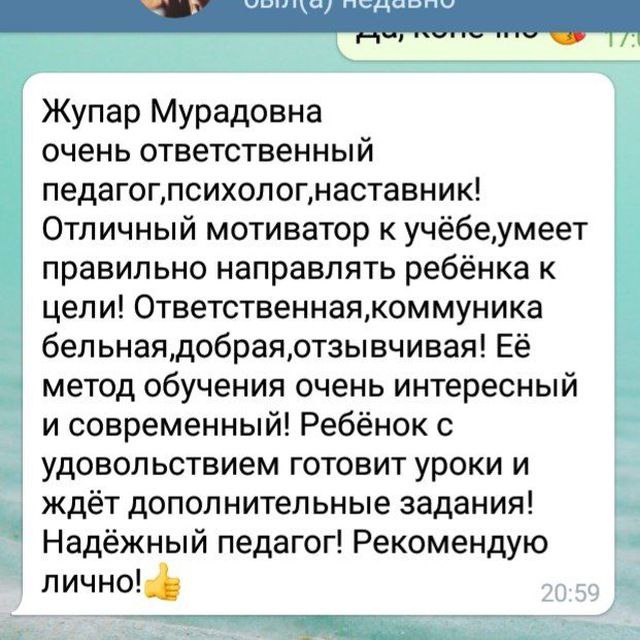 был(а) недавно
Да, конечно
Жупар Мурадовна
очень ответственный
педагог,психолог,наставник!
Отличный мотиватор к учёбе,умеет
правильно направлять ребёнка к
цели! Ответственная,коммуника
бельная,добрая,отзывчивая! Её
метод обучения очень интересный
и современный! Ребёнок с
удовольствием готовит уроки и
ждёт дополнительные задания!
Надёжный педагог! Рекомендую
лично!👍
20:59